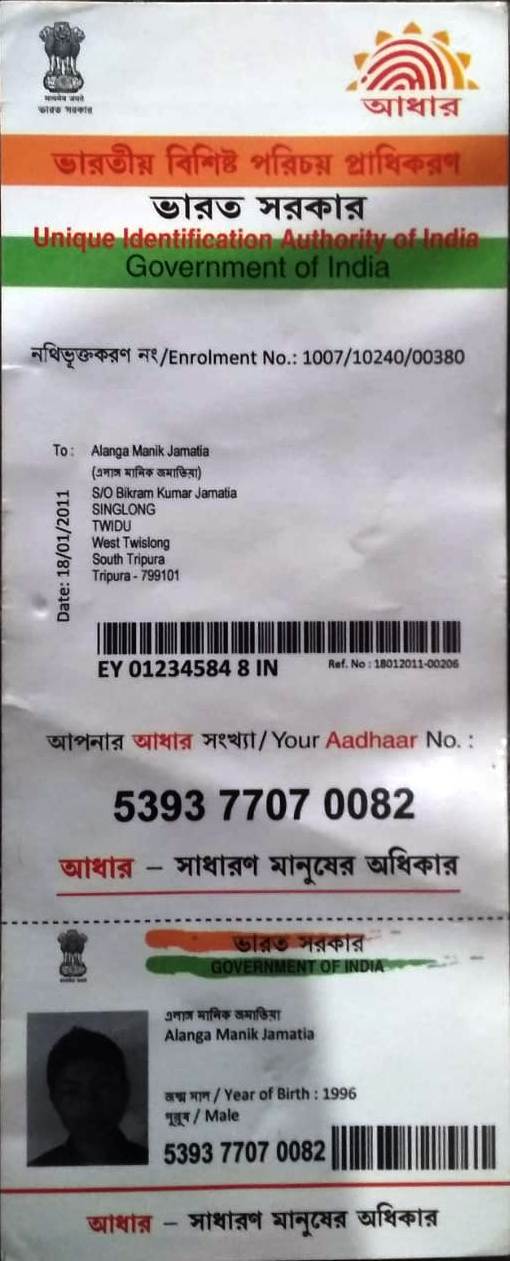 ভারত সরকার
আধার
ভারতীয় বিশিষ্ট পরিচয় প্রাধিকরণ
ভারত সরকার
Unique Identification Authority of India
Government of India
নথিভুক্তকরণ নং/Enrolment No.: 1007/10240/00380
To: Alanga Manik Jamatia
(এলাঙ্গ মানিক জমাতিয়া)
S/O Bikram Kumar Jamatia
SINGLONG
TWIDU
West Twislong
South Tripura
Tripura - 799101
Date: 18/01/2011
EY 01234584 8 IN
Ref. No : 18012011-00206
আপনার আধার সংখ্যা/ Your Aadhaar No. :
5393 7707 0082
আধার – সাধারণ মানুষের অধিকার
ভারত সরকার
GOVERNMENT OF INDIA
এলাঙ্গ মানিক জমাতিয়া
Alanga Manik Jamatia
জন্ম সাল / Year of Birth : 1996
পুরুষ / Male
5393 7707 0082
আধার – সাধারণ মানুষের অধিকার